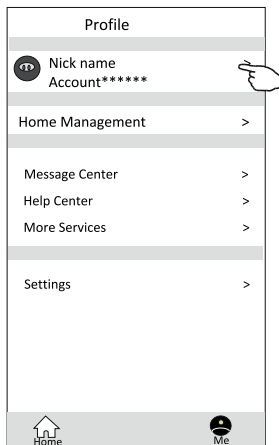 Profile
Nick name
Account******
Home Management >
Message Center >
Help Center >
More Services >
Settings >
Home Me